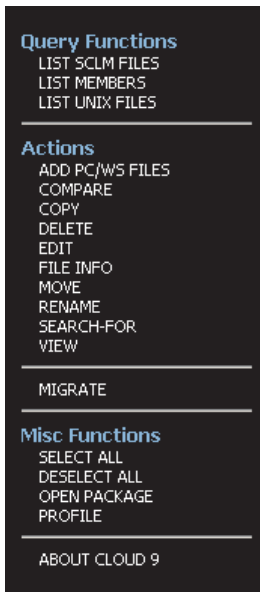 Query Functions
LIST SCLM FILES
LIST MEMBERS
LIST UNIX FILES
Actions
ADD PC/WS FILES
COMPARE
COPY
DELETE
EDIT
FILE INFO
MOVE
RENAME
SEARCH-FOR
VIEW
MIGRATE
Misc Functions
SELECT ALL
DESELECT ALL
OPEN PACKAGE
PROFILE
ABOUT CLOUD 9